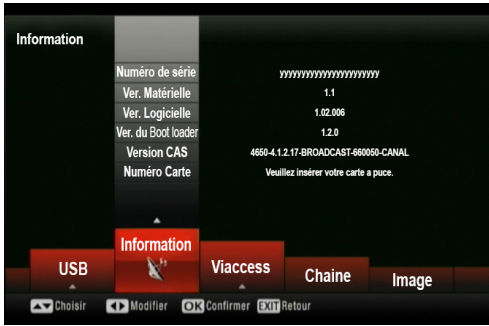 Information
Numéro de série yyyyyyyyyyyyyyyyyyyyyyy
Ver. Matérielle 1.1
Ver. Logicielle 1.02.006
Ver. du Boot loader 1.2.0
Version CAS 4650-4.1.2.17-BROADCAST-660050-CANAL
Numéro Carte Veuillez insérer votre carte a puce.
USB Information Viaccess Chaine Image
Choisir Modifier OK Confirmer EXIT Retour